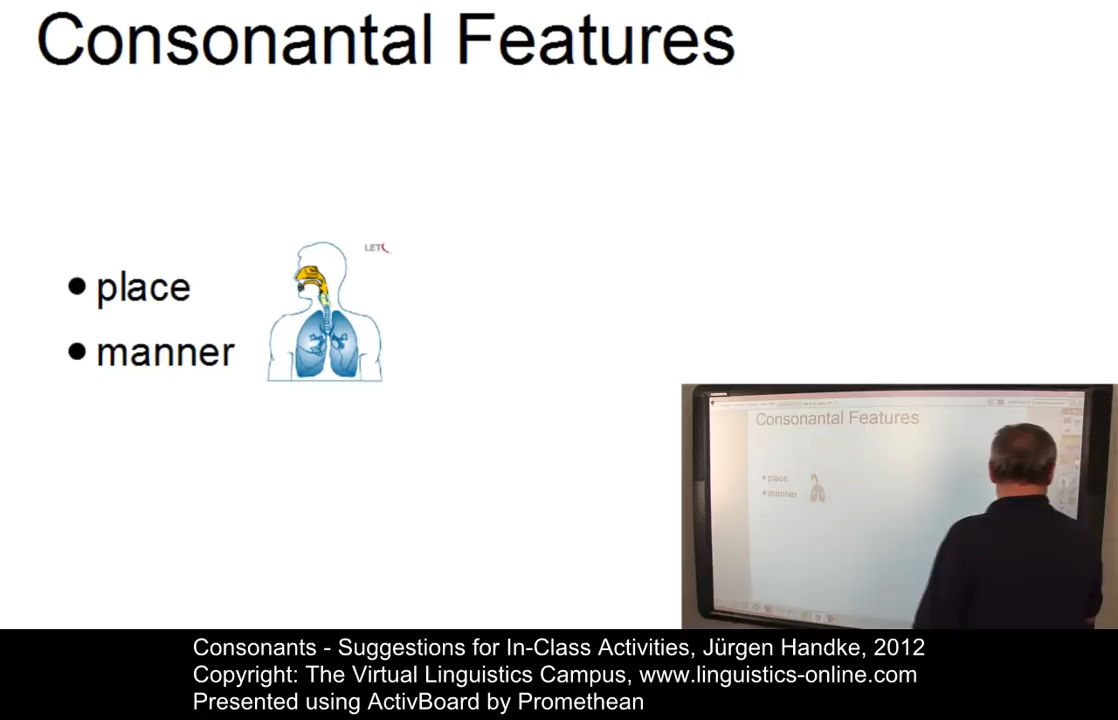 Consonantal Features
• place
• manner
LET
Consonantal Features
• place
• manner
Consonants - Suggestions for In-Class Activities, Jürgen Handke, 2012
Copyright: The Virtual Linguistics Campus, www.linguistics-online.com
Presented using ActivBoard by Promethean